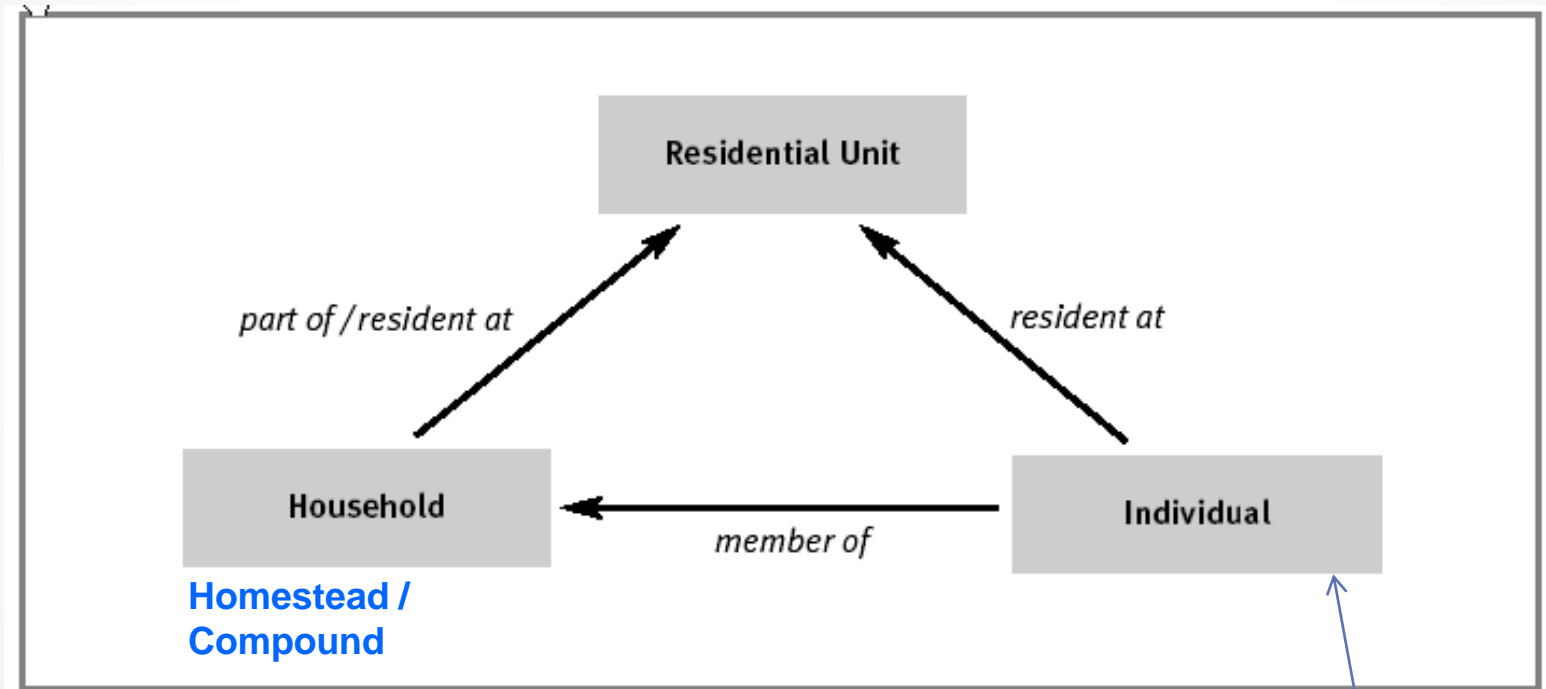 Residential Unit
part of / resident at
resident at
Household
Individual
member of
Homestead /
Compound